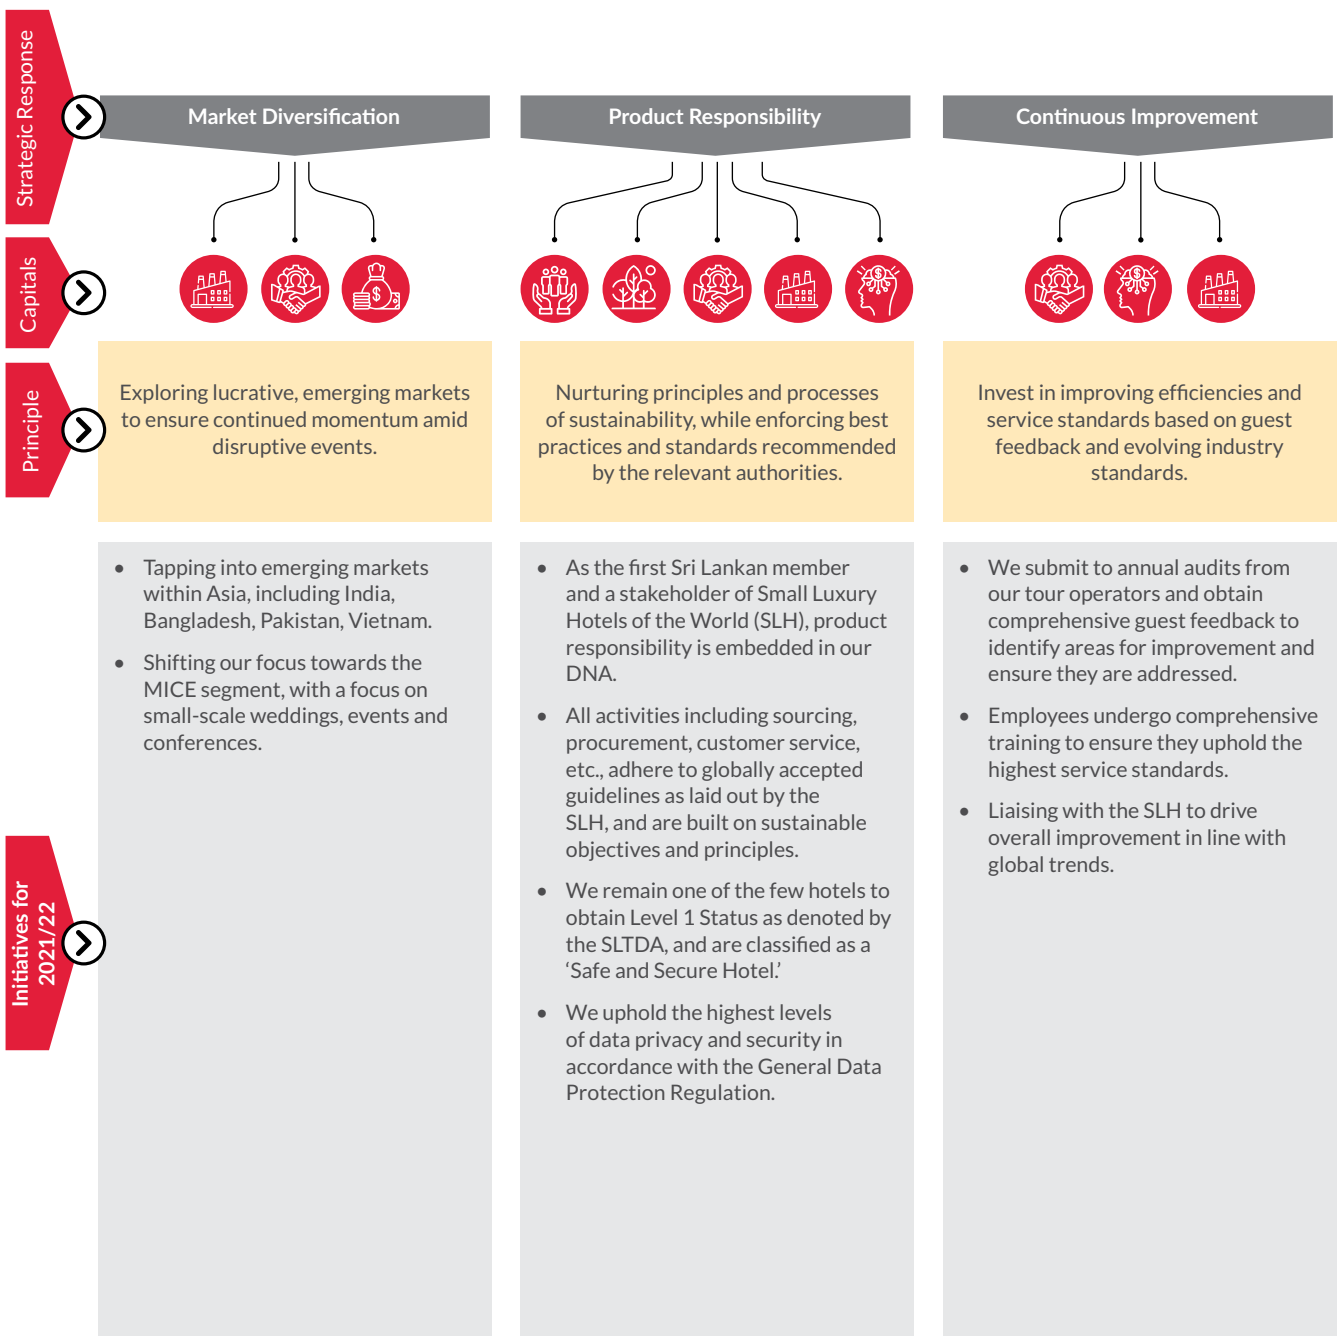 Strategic Response
Market Diversification
Product Responsibility
Continuous Improvement
Capitals
Principle
Exploring lucrative, emerging markets
to ensure continued momentum amid
disruptive events.
Nurturing principles and processes
of sustainability, while enforcing best
practices and standards recommended
by the relevant authorities.
Invest in improving efficiencies and
service standards based on guest
feedback and evolving industry
standards.
Initiatives for
2021/22
• Tapping into emerging markets
within Asia, including India,
Bangladesh, Pakistan, Vietnam.
• Shifting our focus towards the
MICE segment, with a focus on
small-scale weddings, events and
conferences.
• As the first Sri Lankan member
and a stakeholder of Small Luxury
Hotels of the World (SLH), product
responsibility is embedded in our
DNA.
• All activities including sourcing,
procurement, customer service,
etc., adhere to globally accepted
guidelines as laid out by the
SLH, and are built on sustainable
objectives and principles.
• We remain one of the few hotels to
obtain Level 1 Status as denoted by
the SLTDA, and are classified as a
‘Safe and Secure Hotel.’
• We uphold the highest levels
of data privacy and security in
accordance with the General Data
Protection Regulation.
• We submit to annual audits from
our tour operators and obtain
comprehensive guest feedback to
identify areas for improvement and
ensure they are addressed.
• Employees undergo comprehensive
training to ensure they uphold the
highest service standards.
• Liaising with the SLH to drive
overall improvement in line with
global trends.